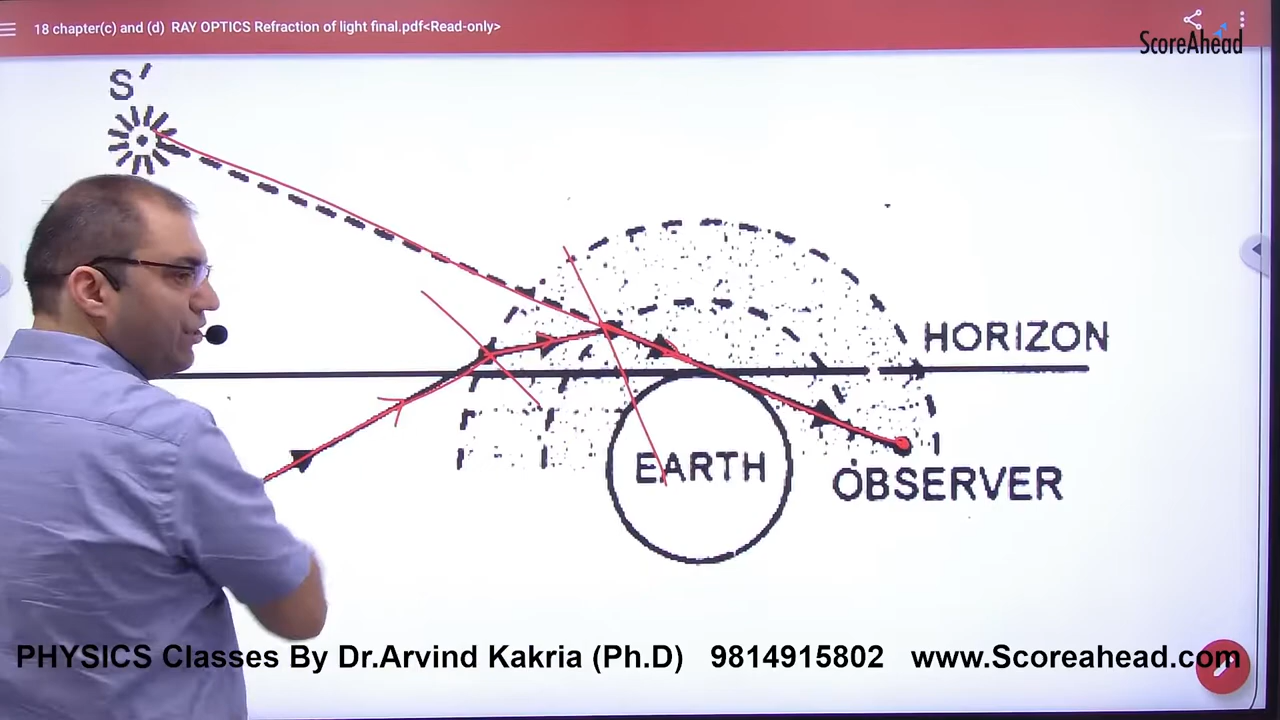 18 chapter(c) and (d) RAY OPTICS Refraction of light final.pdf<Read-only>
ScoreAhead
S'
HORIZON
EARTH
OBSERVER
PHYSICS Classes By Dr.Arvind Kakria (Ph.D) 9814915802 www.Scoreahead.com